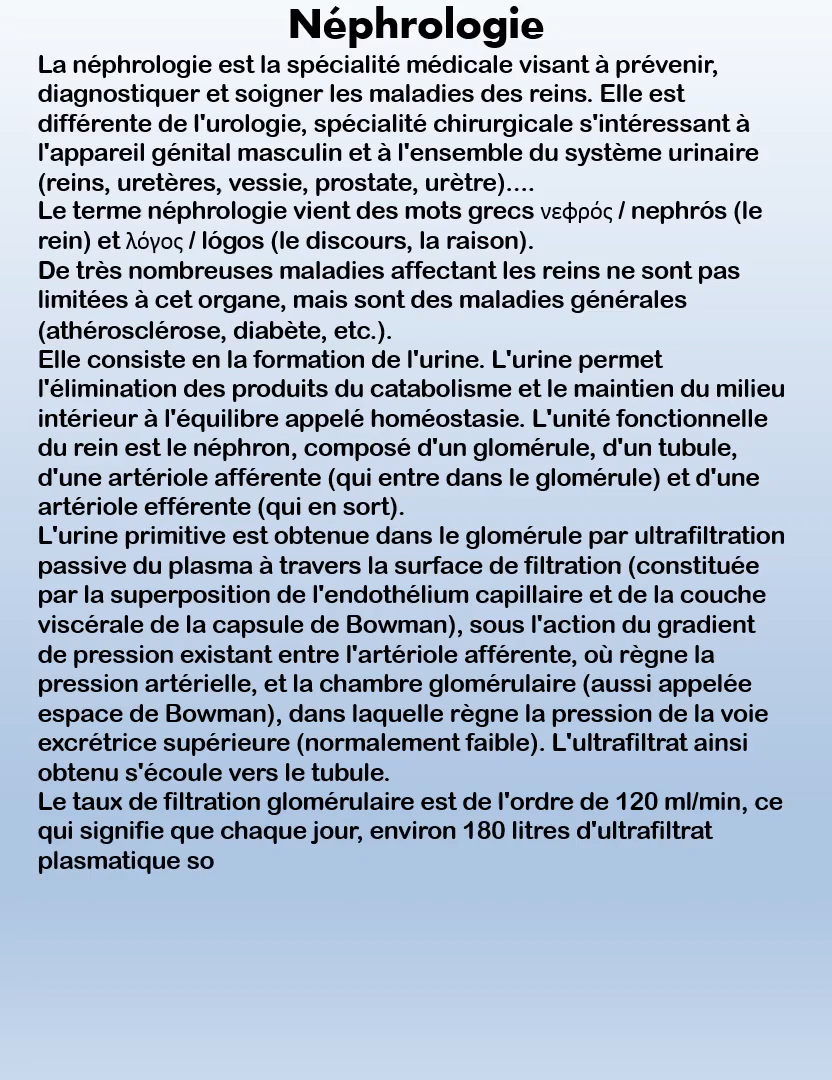 Néphrologie
La néphrologie est la spécialité médicale visant à prévenir,
diagnostiquer et soigner les maladies des reins. Elle est
différente de l'urologie, spécialité chirurgicale s'intéressant à
l'appareil génital masculin et à l'ensemble du système urinaire
(reins, uretères, vessie, prostate, urètre)....
Le terme néphrologie vient des mots grecs νεφρός / nephrós (le
rein) et λόγος / lógos (le discours, la raison).
De très nombreuses maladies affectant les reins ne sont pas
limitées à cet organe, mais sont des maladies générales
(athérosclérose, diabète, etc.).
Elle consiste en la formation de l'urine. L'urine permet
l'élimination des produits du catabolisme et le maintien du milieu
intérieur à l'équilibre appelé homéostasie. L'unité fonctionnelle
du rein est le néphron, composé d'un glomérule, d'un tubule,
d'une artériole afférente (qui entre dans le glomérule) et d'une
artériole efférente (qui en sort).
L'urine primitive est obtenue dans le glomérule par ultrafiltration
passive du plasma à travers la surface de filtration (constituée
par la superposition de l'endothélium capillaire et de la couche
viscérale de la capsule de Bowman), sous l'action du gradient
de pression existant entre l'artériole afférente, où règne la
pression artérielle, et la chambre glomérulaire (aussi appelée
espace de Bowman), dans laquelle règne la pression de la voie
excrétrice supérieure (normalement faible). L'ultrafiltrat ainsi
obtenu s'écoule vers le tubule.
Le taux de filtration glomérulaire est de l'ordre de 120 ml/min, ce
qui signifie que chaque jour, environ 180 litres d'ultrafiltrat
plasmatique so